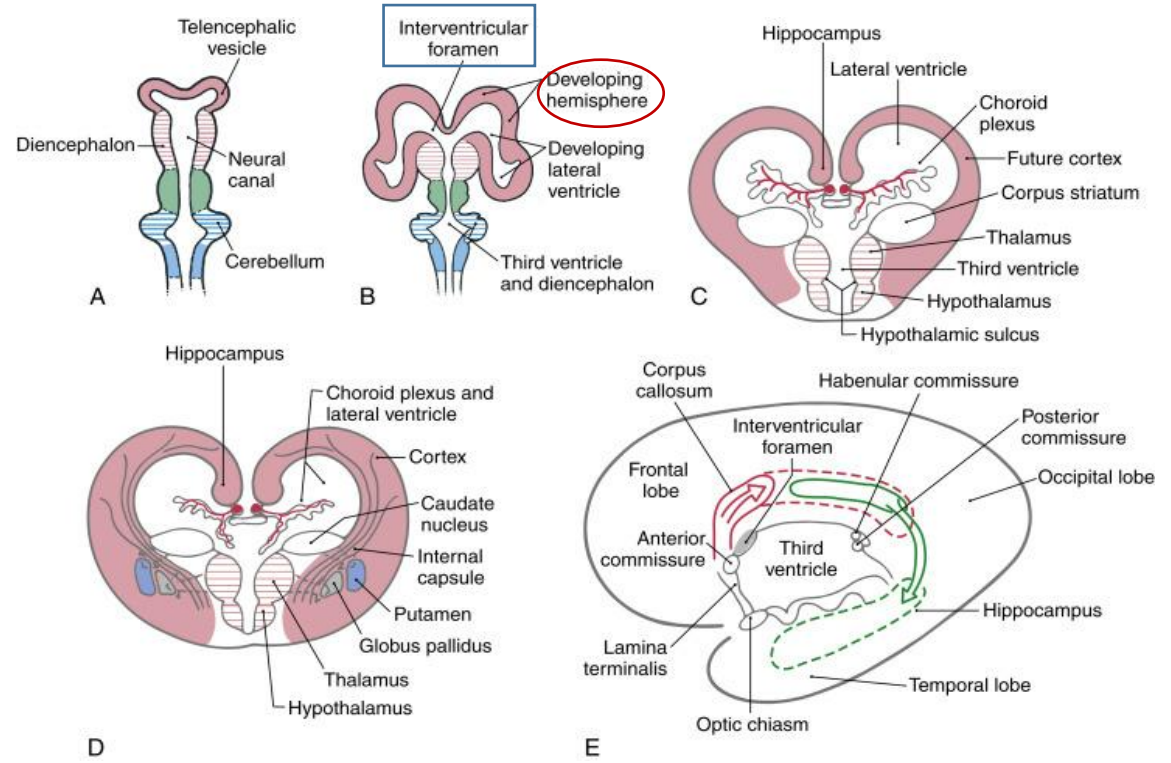 Telencephalic
vesicle
Diencephalon
Neural
canal
Cerebellum
A
Interventricular
foramen
Developing
hemisphere
Developing
lateral
ventricle
Third ventricle
and diencephalon
B
Hippocampus
Lateral ventricle
Choroid
plexus
Future cortex
Corpus striatum
Thalamus
Third ventricle
Hypothalamus
Hypothalamic sulcus
C
Hippocampus
Choroid plexus and
lateral ventricle
Cortex
Caudate
nucleus
Internal
capsule
Putamen
Globus pallidus
Thalamus
Hypothalamus
D
Corpus
callosum
Habenular commissure
Interventricular
foramen
Posterior
commissure
Frontal
lobe
Occipital lobe
Anterior
commissure
Third
ventricle
Hippocampus
Lamina
terminalis
Temporal lobe
Optic chiasm
E